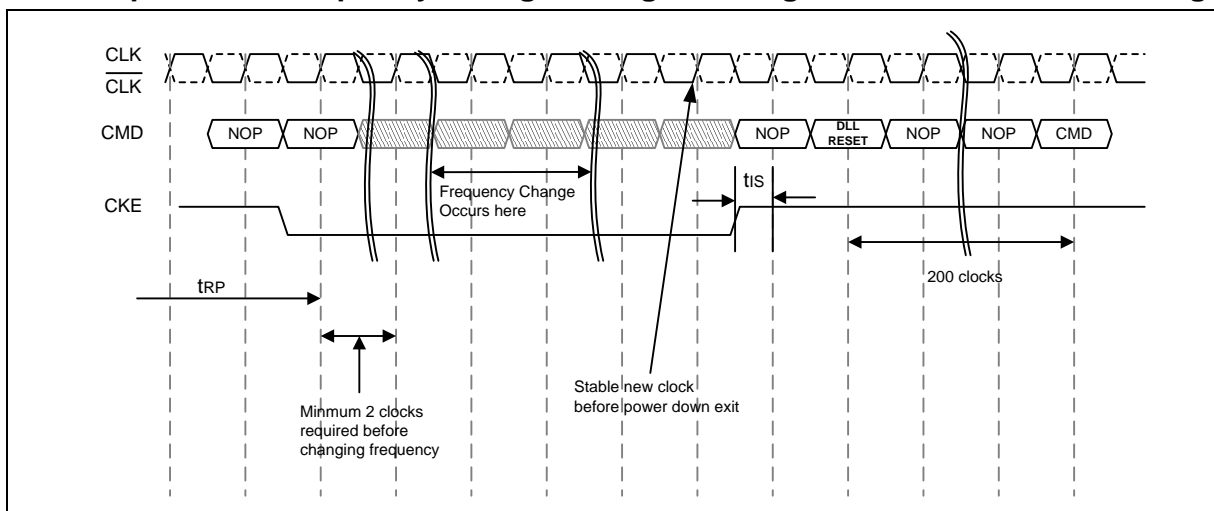 CLK
CLK
CMD
NOP
NOP
NOP
DLL
RESET
NOP
NOP
CMD
CKE
Frequency Change
Occurs here
tIS
tRP
200 clocks
Minmum 2 clocks
required before
changing frequency
Stable new clock
before power down exit